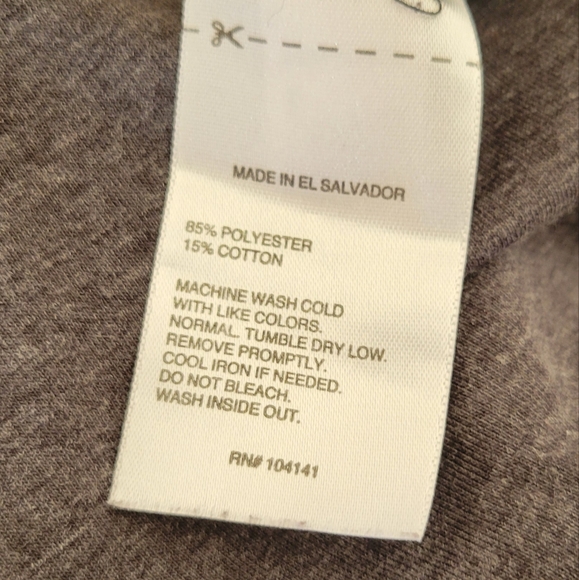 MADE IN EL SALVADOR
85% POLYESTER
15% COTTON
MACHINE WASH COLD
WITH LIKE COLORS.
NORMAL. TUMBLE DRY LOW.
REMOVE PROMPTLY.
COOL IRON IF NEEDED.
DO NOT BLEACH.
WASH INSIDE OUT.
RN# 104141